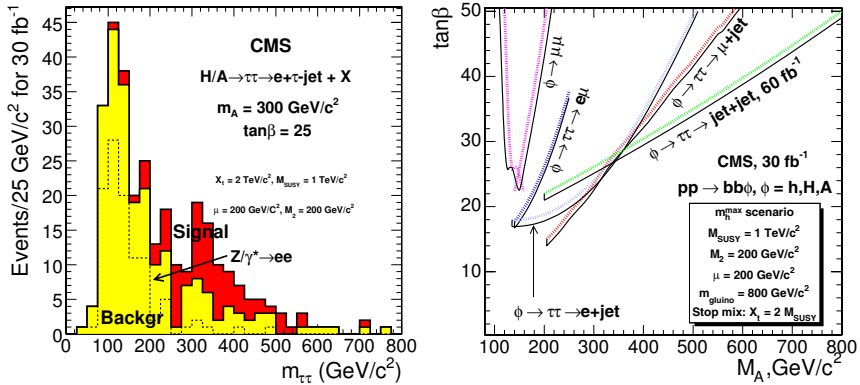 Events/25 GeV/c² for 30 fb⁻¹
45
40
35
30
25
20
15
10
5
0
CMS
H/A→ττ→e+τ-jet + X
m_A = 300 GeV/c²
tanβ = 25
X_t = 2 TeV/c², M_SUSY = 1 TeV/c²
μ = 200 GeV/c², M₂ = 200 GeV/c²
Signal
Z/γ*→ee
Backgr
0 100 200 300 400 500 600 700 800
m_ττ (GeV/c²)
tanβ
50
40
30
20
10
0
φ → μμ
φ → ττ → eμ
φ → ττ → μ+jet
φ → ττ → jet+jet, 60 fb⁻¹
CMS, 30 fb⁻¹
pp → bbφ, φ = h,H,A
m_h^max scenario
M_SUSY = 1 TeV/c²
M₂ = 200 GeV/c²
μ = 200 GeV/c²
m_gluino = 800 GeV/c²
Stop mix: X_t = 2 M_SUSY
φ → ττ → e+jet
100 200 300 400 500 600 700 800
M_A,GeV/c²